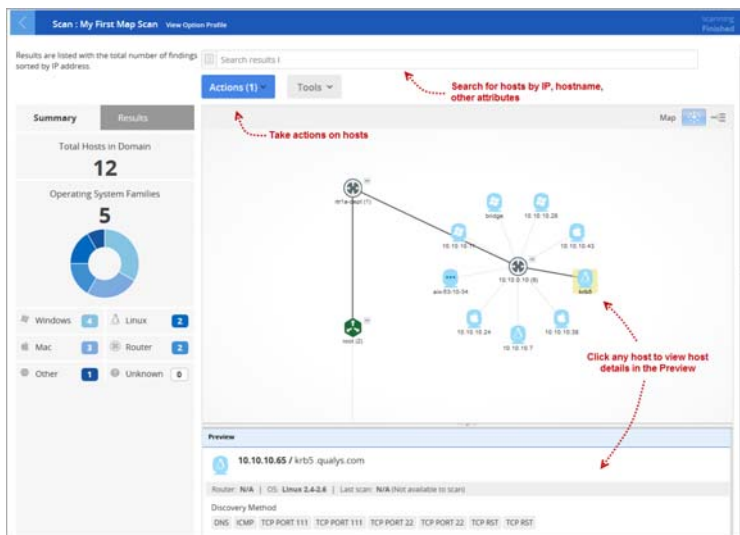 Scan : My First Map Scan View Option Profile
Scanning
Finished
Results are listed with the total number of findings
sorted by IP address.
Search results
Actions (1)
Tools
Search for hosts by IP, hostname,
other attributes
Take actions on hosts
Summary
Results
Map
Total Hosts in Domain
12
Operating System Families
5
Windows 4
Linux 2
Mac 3
Router 2
Other 1
Unknown 0
bridge
10.10.10.28
10.10.10.11
10.10.10.43
10.10.0.10 (9)
krb5
10.10.10.24
10.10.10.7
10.10.10.38
root (2)
Click any host to view host
details in the Preview
Preview
10.10.10.65 / krb5.qualys.com
Router: N/A | OS: Linux 2.4-2.6 | Last scan: N/A (Not available to scan)
Discovery Method
DNS ICMP TCP PORT 111 TCP PORT 111 TCP PORT 22 TCP PORT 22 TCP RST TCP RST